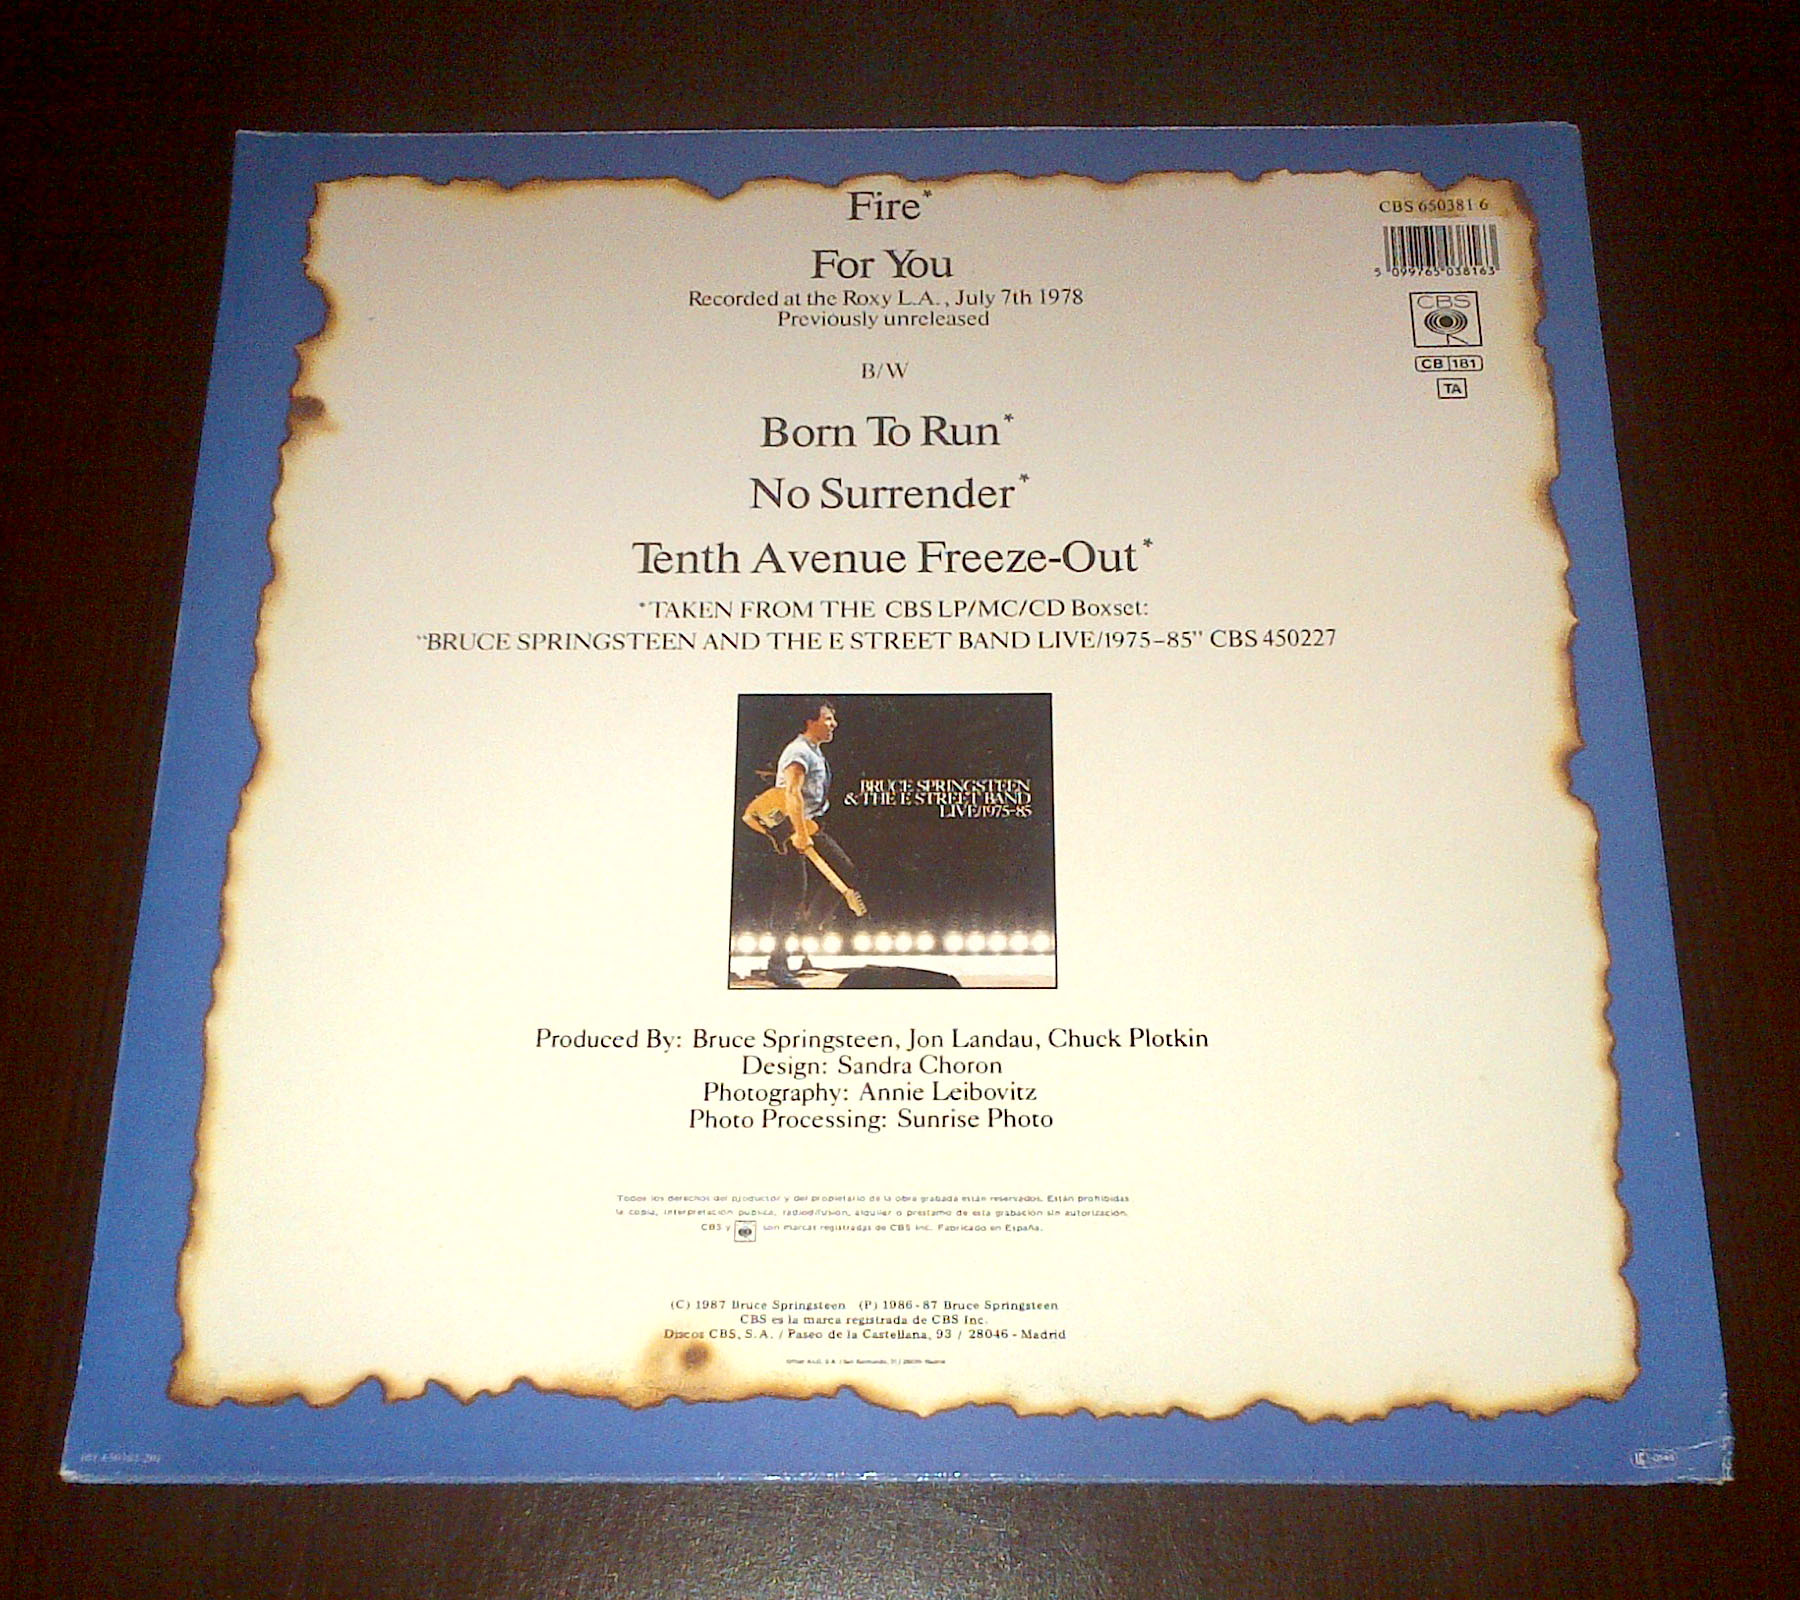 Fire*
CBS 650381 6
For You
5 099765 038163
Recorded at the Roxy L.A., July 7th 1978
Previously unreleased
CBS
B/W
CB 181
TA
Born To Run*
No Surrender*
Tenth Avenue Freeze-Out*
*TAKEN FROM THE CBS LP/MC/CD Boxset:
"BRUCE SPRINGSTEEN AND THE E STREET BAND LIVE/1975-85" CBS 450227
BRUCE SPRINGSTEEN
& THE E STREET BAND
LIVE/1975-85
Produced By: Bruce Springsteen, Jon Landau, Chuck Plotkin
Design: Sandra Choron
Photography: Annie Leibovitz
Photo Processing: Sunrise Photo
Todos los derechos del productor y del propietario de la obra grabada están reservados. Están prohibidas
la copia, interpretación pública, radiodifusión, alquiler o préstamo de esta grabación sin autorización.
CBS y son marcas registradas de CBS Inc. Fabricado en España.
(C) 1987 Bruce Springsteen (P) 1986-87 Bruce Springsteen
CBS es la marca registrada de CBS Inc.
Discos CBS, S.A. / Paseo de la Castellana, 93 / 28046 - Madrid